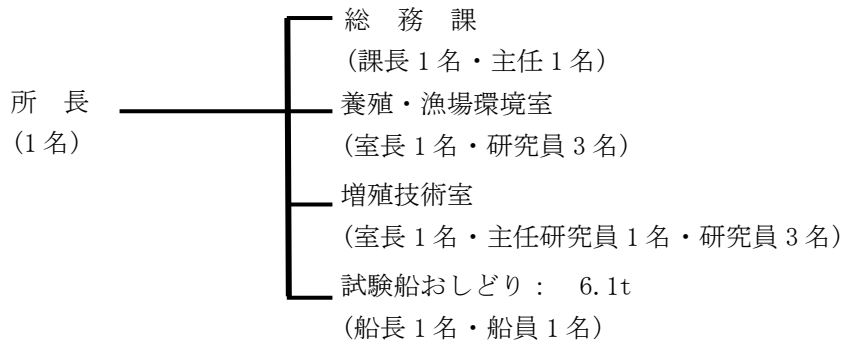 総　務　課
(課長 1 名・主任 1 名)
所　長
(1 名)
養殖・漁場環境室
(室長 1 名・研究員 3 名)
増殖技術室
(室長 1 名・主任研究員 1 名・研究員 3 名)
試験船おしどり：　6.1t
(船長 1 名・船員 1 名)